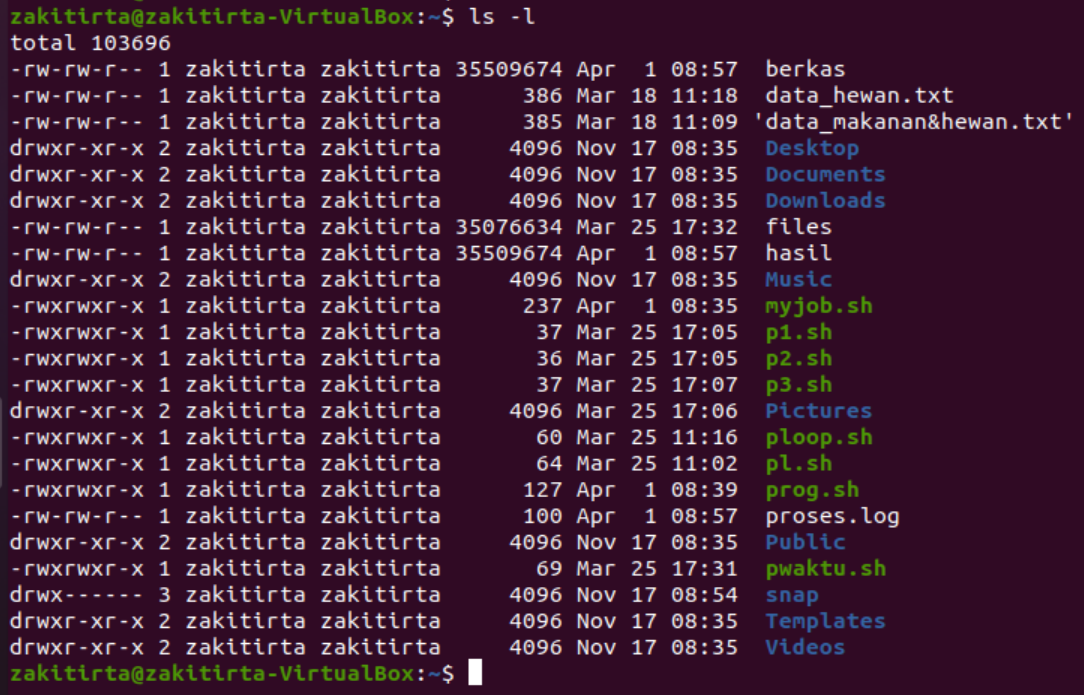 zakitirta@zakitirta-VirtualBox:~$ ls -l
total 103696
-rw-rw-r-- 1 zakitirta zakitirta 35509674 Apr  1 08:57  berkas
-rw-rw-r-- 1 zakitirta zakitirta      386 Mar 18 11:18  data_hewan.txt
-rw-rw-r-- 1 zakitirta zakitirta      385 Mar 18 11:09 'data_makanan&hewan.txt'
drwxr-xr-x 2 zakitirta zakitirta     4096 Nov 17 08:35  Desktop
drwxr-xr-x 2 zakitirta zakitirta     4096 Nov 17 08:35  Documents
drwxr-xr-x 2 zakitirta zakitirta     4096 Nov 17 08:35  Downloads
-rw-rw-r-- 1 zakitirta zakitirta 35076634 Mar 25 17:32  files
-rw-rw-r-- 1 zakitirta zakitirta 35509674 Apr  1 08:57  hasil
drwxr-xr-x 2 zakitirta zakitirta     4096 Nov 17 08:35  Music
-rwxrwxr-x 1 zakitirta zakitirta      237 Apr  1 08:35  myjob.sh
-rwxrwxr-x 1 zakitirta zakitirta       37 Mar 25 17:05  p1.sh
-rwxrwxr-x 1 zakitirta zakitirta       36 Mar 25 17:05  p2.sh
-rwxrwxr-x 1 zakitirta zakitirta       37 Mar 25 17:07  p3.sh
drwxr-xr-x 2 zakitirta zakitirta     4096 Mar 25 17:06  Pictures
-rwxrwxr-x 1 zakitirta zakitirta       60 Mar 25 11:16  ploop.sh
-rwxrwxr-x 1 zakitirta zakitirta       64 Mar 25 11:02  pl.sh
-rwxrwxr-x 1 zakitirta zakitirta      127 Apr  1 08:39  prog.sh
-rw-rw-r-- 1 zakitirta zakitirta      100 Apr  1 08:57  proses.log
drwxr-xr-x 2 zakitirta zakitirta     4096 Nov 17 08:35  Public
-rwxrwxr-x 1 zakitirta zakitirta       69 Mar 25 17:31  pwaktu.sh
drwx------ 3 zakitirta zakitirta     4096 Nov 17 08:54  snap
drwxr-xr-x 2 zakitirta zakitirta     4096 Nov 17 08:35  Templates
drwxr-xr-x 2 zakitirta zakitirta     4096 Nov 17 08:35  Videos
zakitirta@zakitirta-VirtualBox:~$